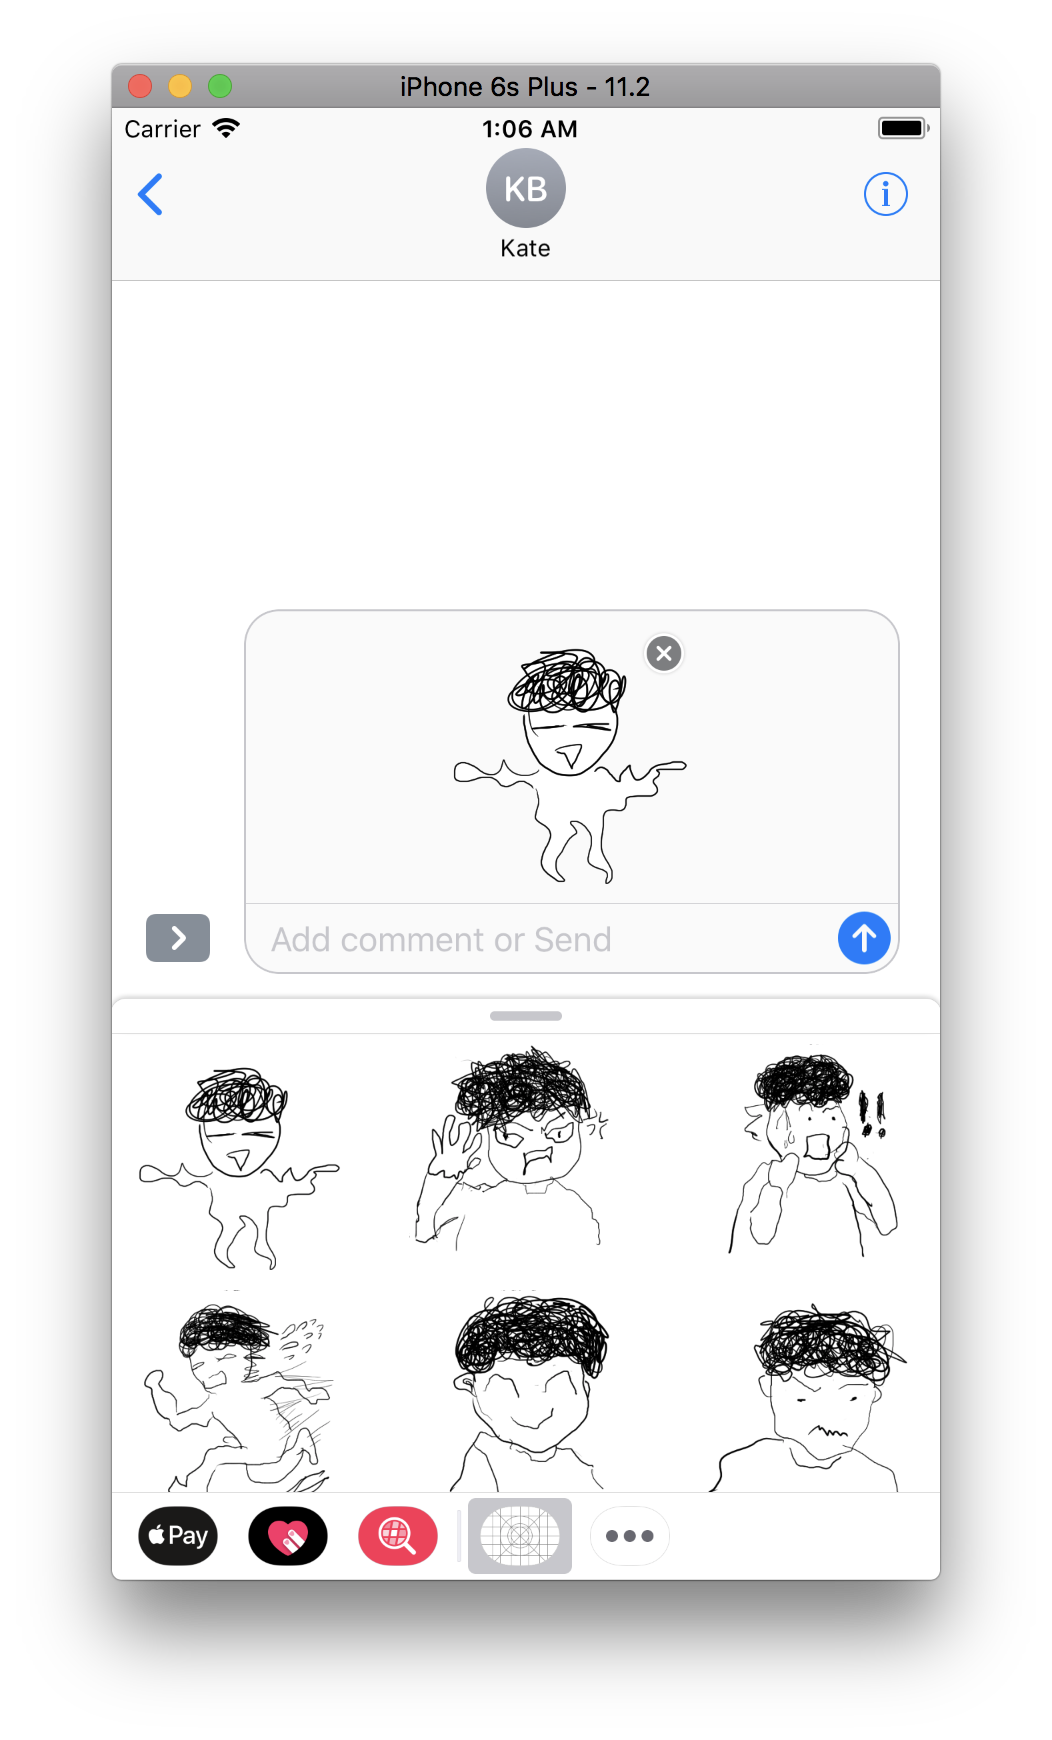 iPhone 6s Plus - 11.2
Carrier 1:06 AM
KB
Kate
Add comment or Send
!!
Pay